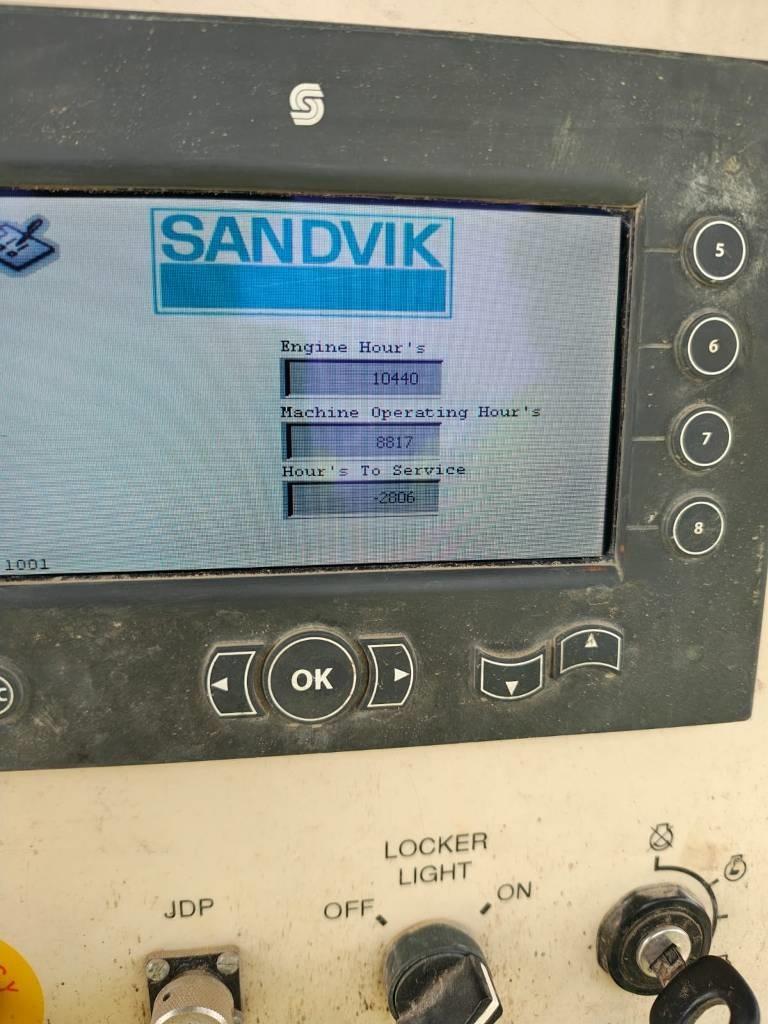 SANDVIK
5
Engine Hour's
6
10440
Machine Operating Hour's
8817
7
Hour's To Service
-2806
8
1001
OK
LOCKER
LIGHT
JDP
OFF
ON